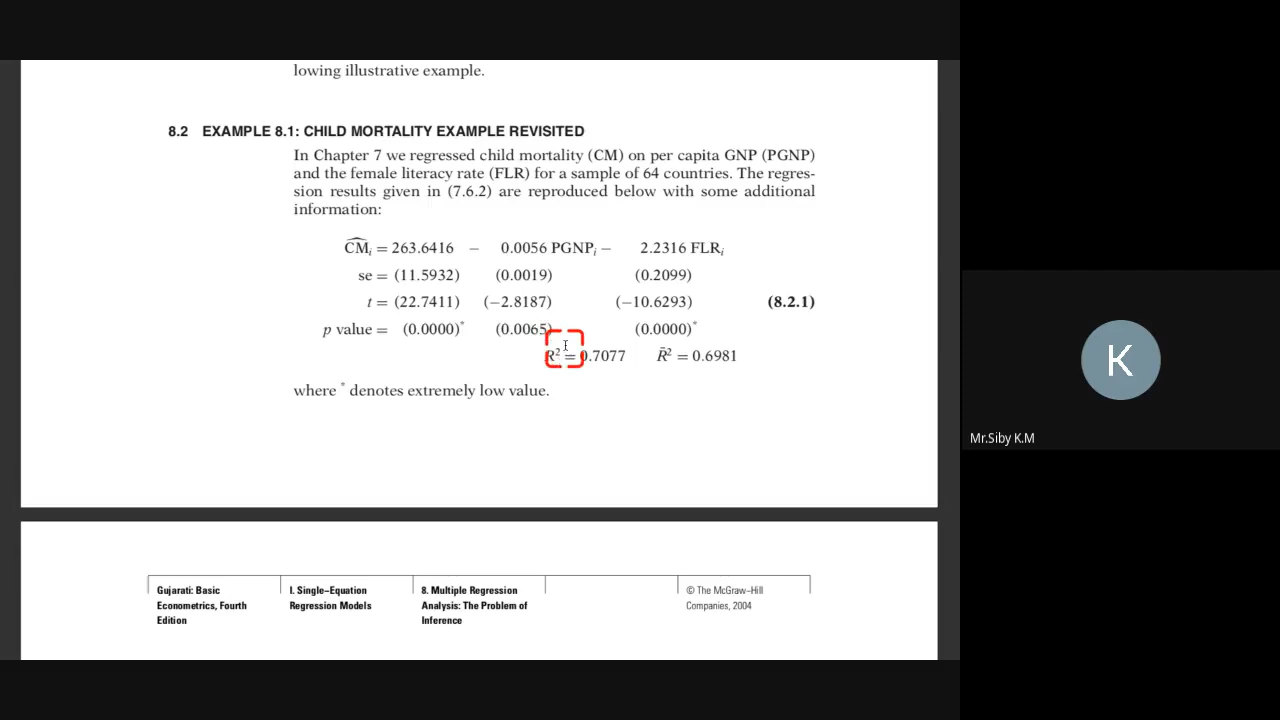 lowing illustrative example.
8.2 EXAMPLE 8.1: CHILD MORTALITY EXAMPLE REVISITED
In Chapter 7 we regressed child mortality (CM) on per capita GNP (PGNP)
and the female literacy rate (FLR) for a sample of 64 countries. The regres-
sion results given in (7.6.2) are reproduced below with some additional
information:
ĈMᵢ = 263.6416 − 0.0056 PGNPᵢ − 2.2316 FLRᵢ
se = (11.5932) (0.0019) (0.2099)
t = (22.7411) (−2.8187) (−10.6293) (8.2.1)
p value = (0.0000)* (0.0065) (0.0000)*
R² = 0.7077 R̄² = 0.6981
where * denotes extremely low value.
Gujarati: Basic
Econometrics, Fourth
Edition
I. Single−Equation
Regression Models
8. Multiple Regression
Analysis: The Problem of
Inference
© The McGraw−Hill
Companies, 2004
K
Mr.Siby K.M